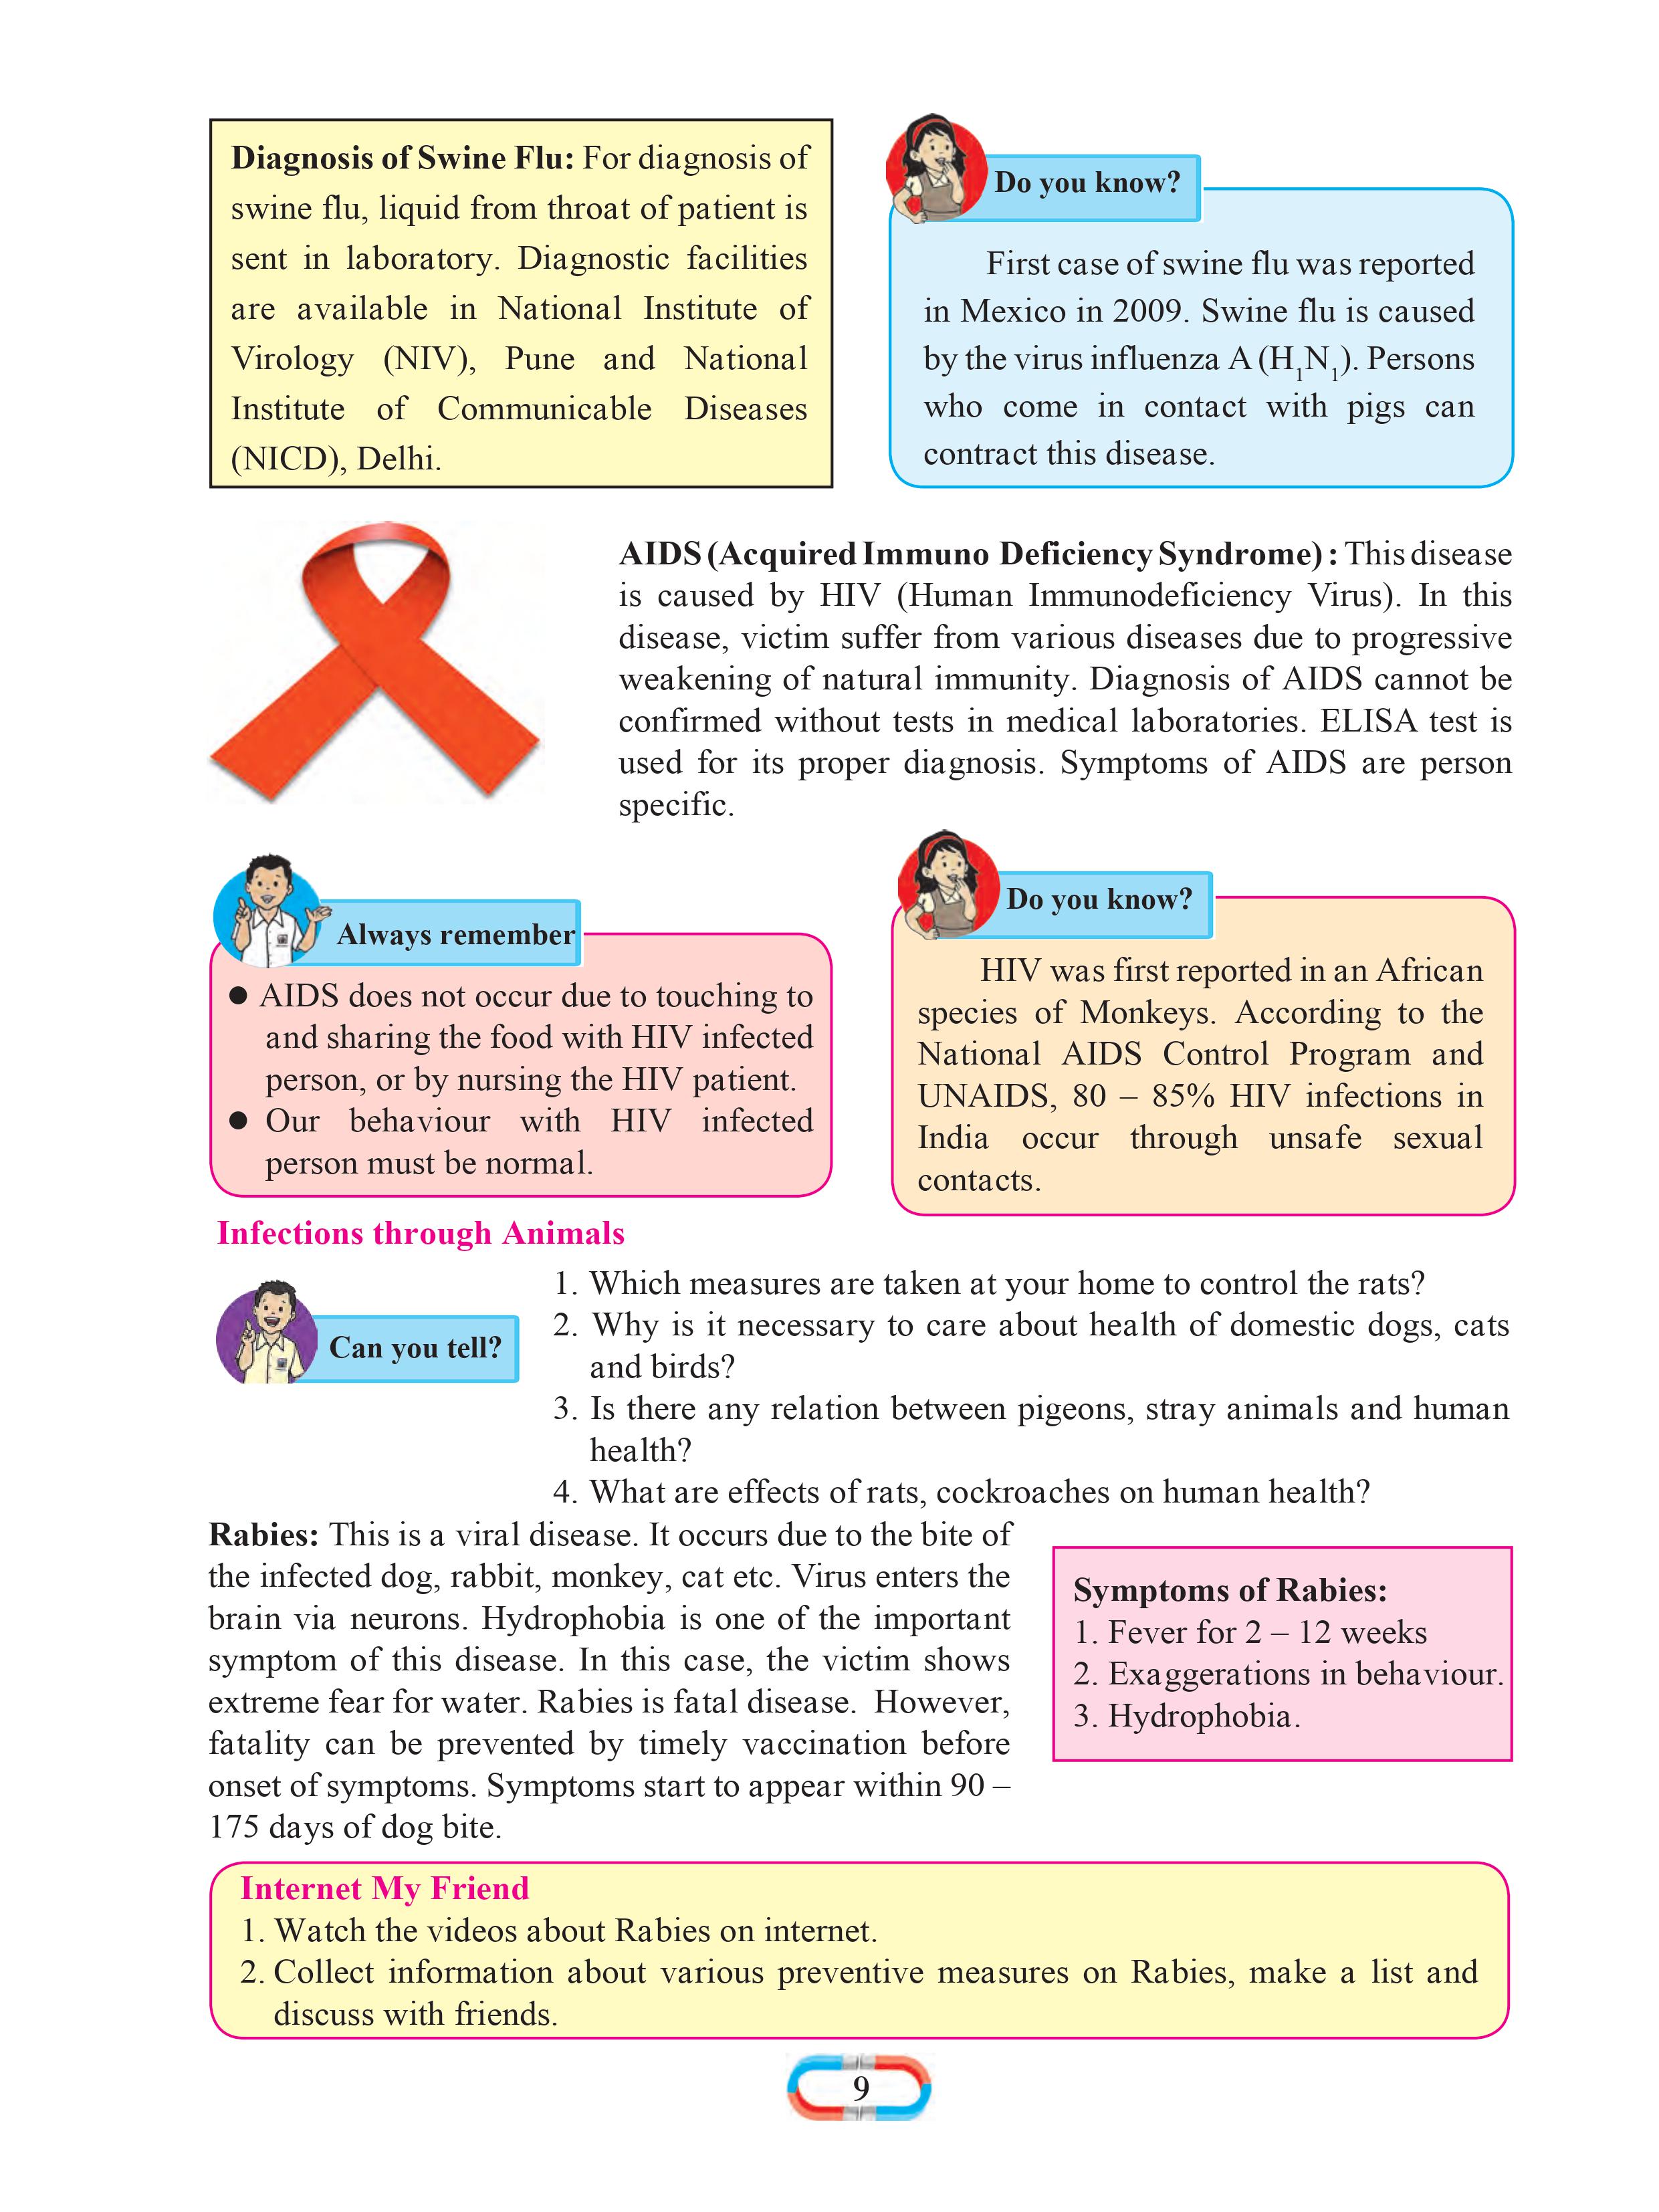 Diagnosis of Swine Flu: For diagnosis of
swine flu, liquid from throat of patient is
sent in laboratory. Diagnostic facilities
are available in National Institute of
Virology (NIV), Pune and National
Institute of Communicable Diseases
(NICD), Delhi.
Do you know?
First case of swine flu was reported
in Mexico in 2009. Swine flu is caused
by the virus influenza A (H₁N₁). Persons
who come in contact with pigs can
contract this disease.
AIDS (Acquired Immuno Deficiency Syndrome) : This disease
is caused by HIV (Human Immunodeficiency Virus). In this
disease, victim suffer from various diseases due to progressive
weakening of natural immunity. Diagnosis of AIDS cannot be
confirmed without tests in medical laboratories. ELISA test is
used for its proper diagnosis. Symptoms of AIDS are person
specific.
Always remember
● AIDS does not occur due to touching to
and sharing the food with HIV infected
person, or by nursing the HIV patient.
● Our behaviour with HIV infected
person must be normal.
Do you know?
HIV was first reported in an African
species of Monkeys. According to the
National AIDS Control Program and
UNAIDS, 80 – 85% HIV infections in
India occur through unsafe sexual
contacts.
Infections through Animals
Can you tell?
1. Which measures are taken at your home to control the rats?
2. Why is it necessary to care about health of domestic dogs, cats
and birds?
3. Is there any relation between pigeons, stray animals and human
health?
4. What are effects of rats, cockroaches on human health?
Rabies: This is a viral disease. It occurs due to the bite of
the infected dog, rabbit, monkey, cat etc. Virus enters the
brain via neurons. Hydrophobia is one of the important
symptom of this disease. In this case, the victim shows
extreme fear for water. Rabies is fatal disease. However,
fatality can be prevented by timely vaccination before
onset of symptoms. Symptoms start to appear within 90 –
175 days of dog bite.
Symptoms of Rabies:
1. Fever for 2 – 12 weeks
2. Exaggerations in behaviour.
3. Hydrophobia.
Internet My Friend
1. Watch the videos about Rabies on internet.
2. Collect information about various preventive measures on Rabies, make a list and
discuss with friends.
9